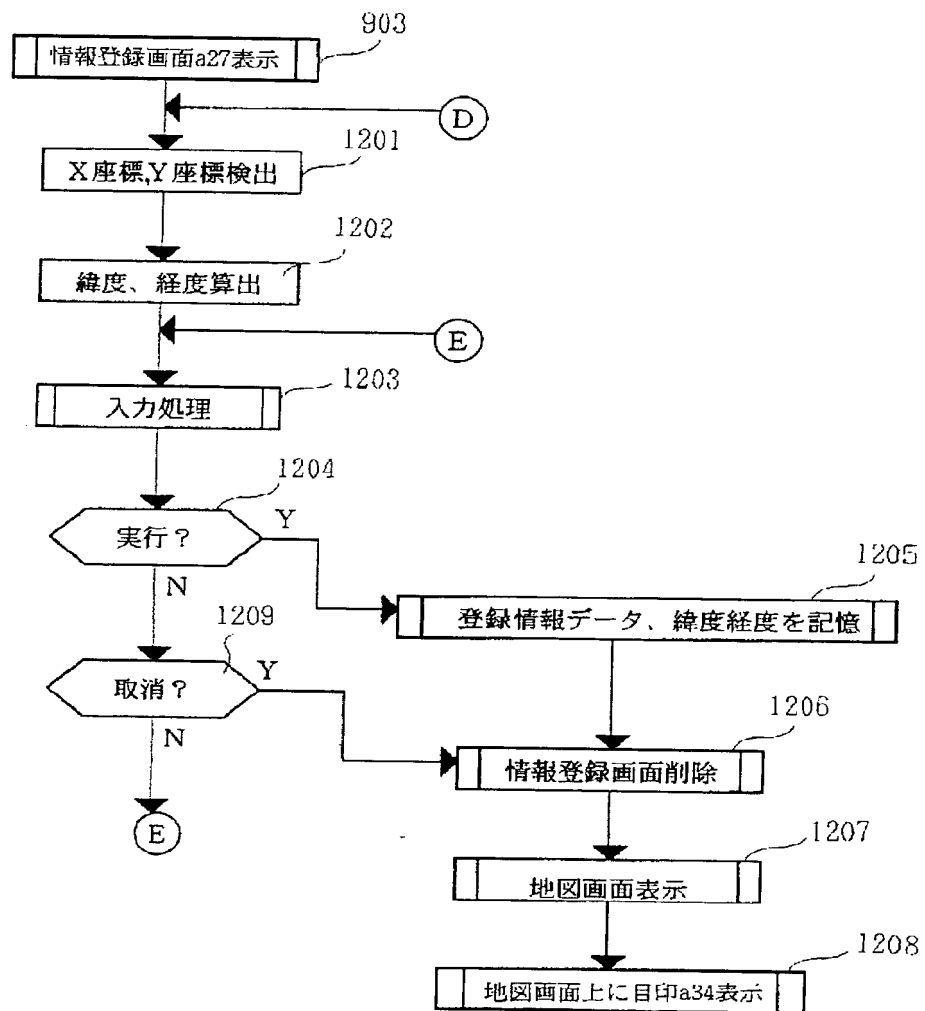 903
情報登録画面a27表示
D
1201
X座標,Y座標検出
1202
緯度、経度算出
E
1203
入力処理
1204
実行?
Y
N
1205
登録情報データ、緯度経度を記憶
1209
取消?
Y
N
1206
情報登録画面削除
E
1207
地図画面表示
1208
地図画面上に目印a34表示